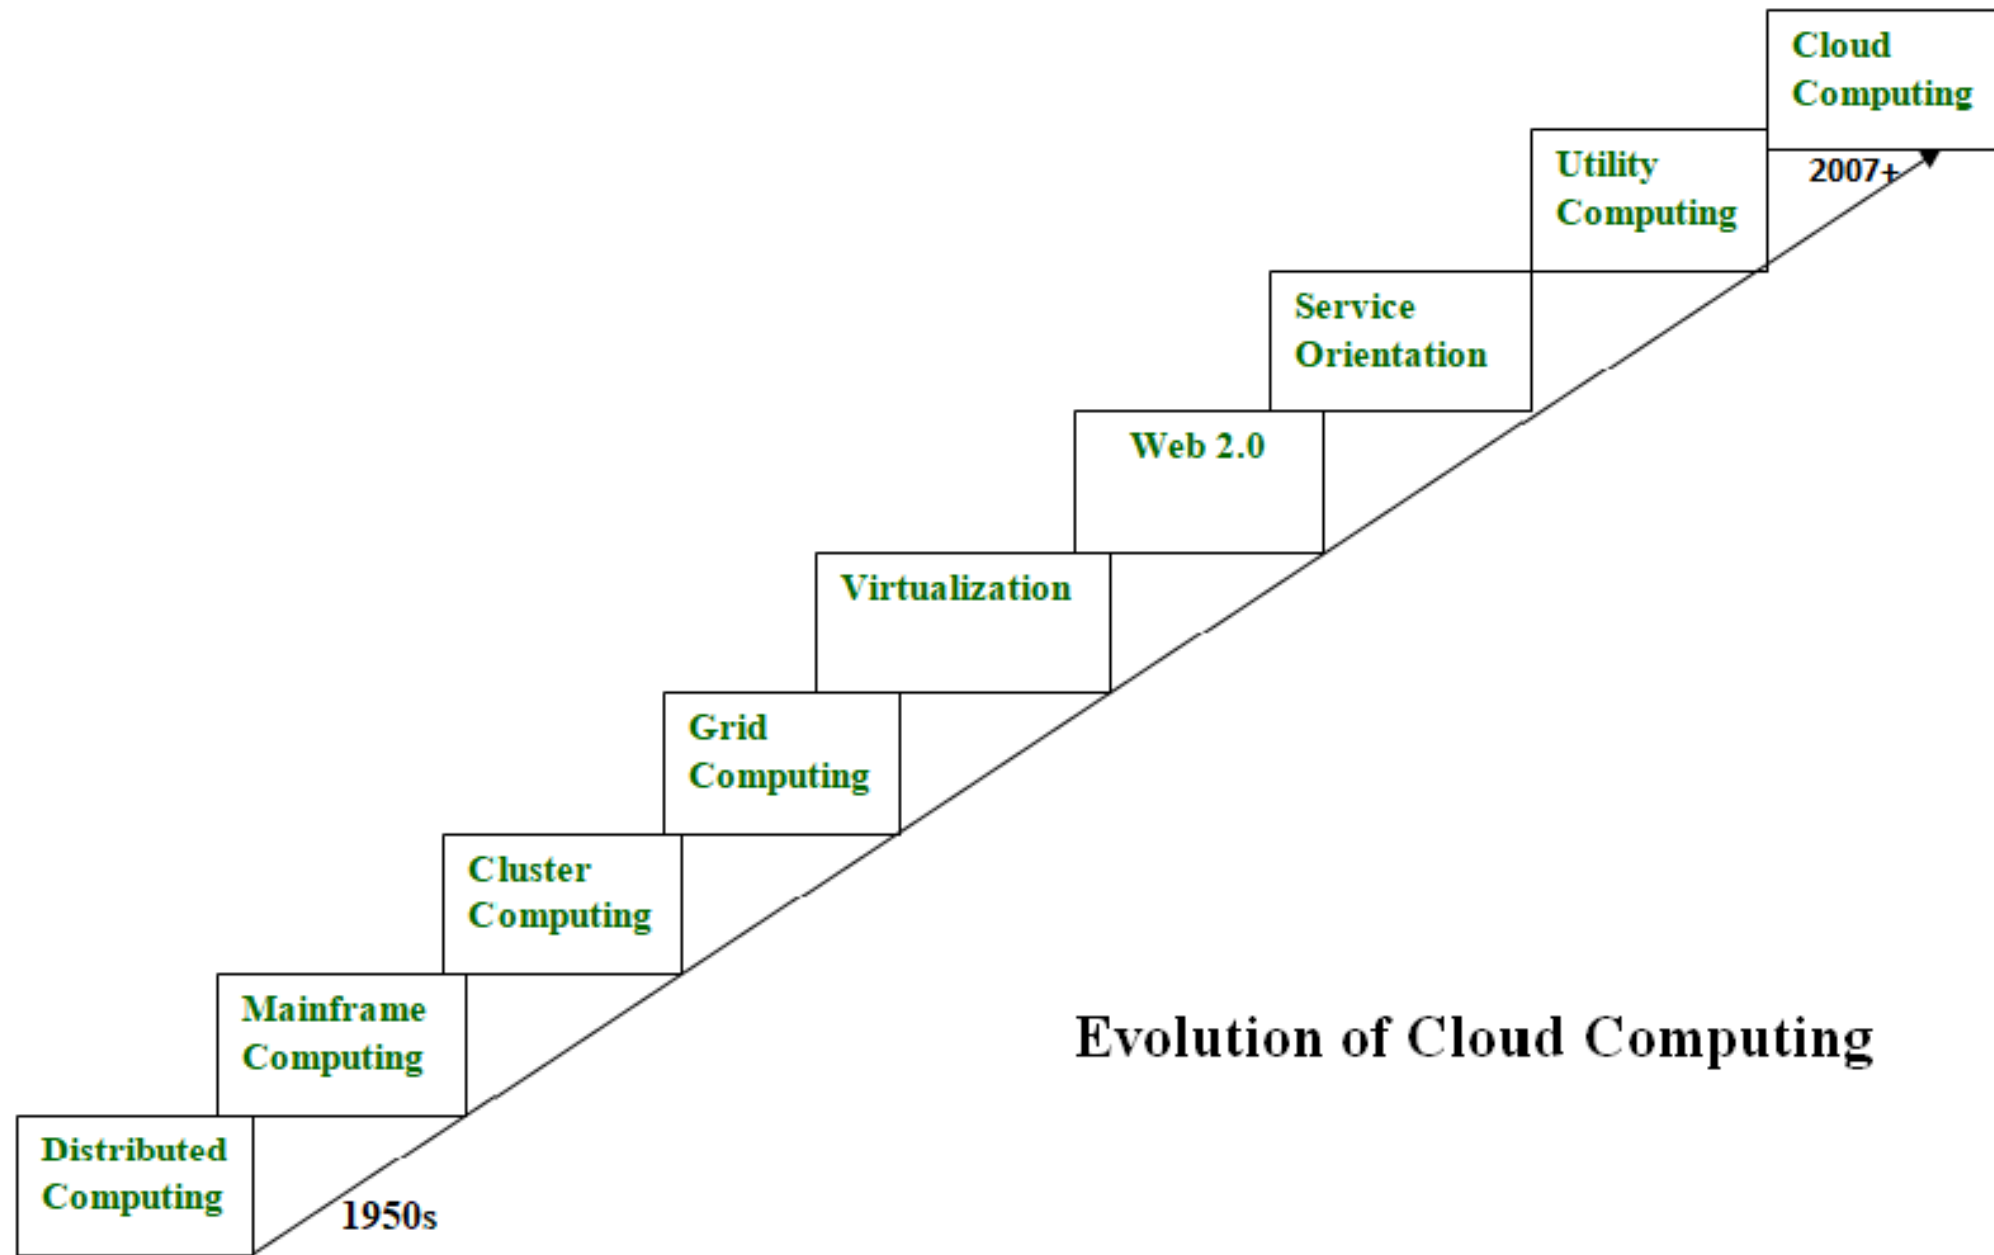 Cloud
Computing
2007+
Utility
Computing
Service
Orientation
Web 2.0
Virtualization
Grid
Computing
Cluster
Computing
Mainframe
Computing
Evolution of Cloud Computing
Distributed
Computing
1950s